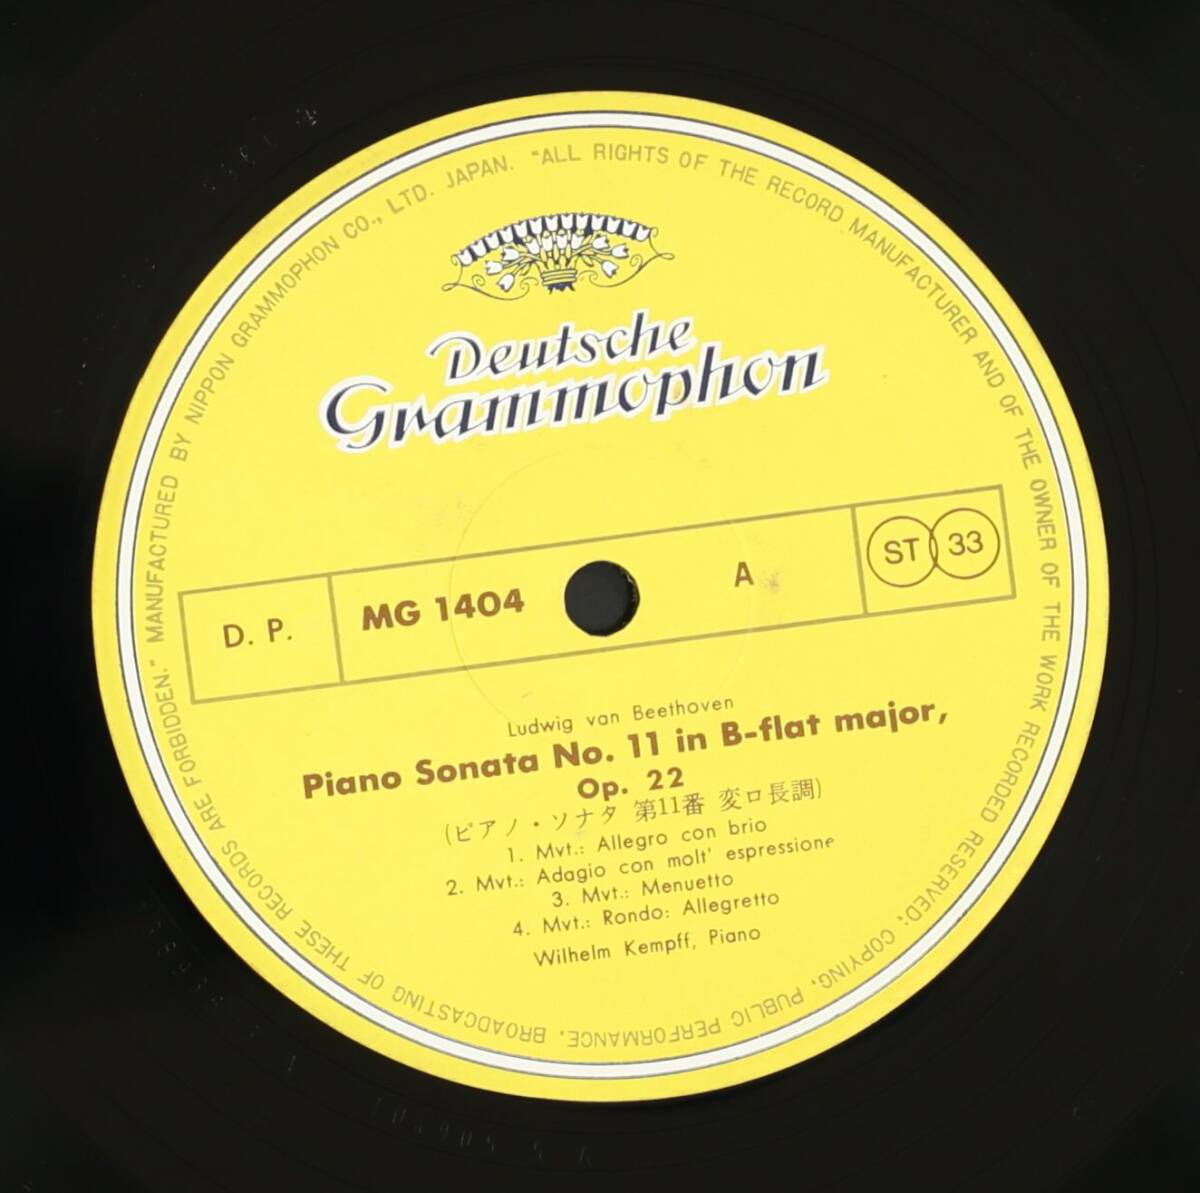 MANUFACTURED BY NIPPON GRAMMOPHON CO., LTD. JAPAN. "ALL RIGHTS OF THE RECORD MANUFACTURER AND OF THE OWNER OF THE WORK RECORDED RESERVED; COPYING, PUBLIC PERFORMANCE, BROADCASTING OF THESE RECORDS ARE FORBIDDEN."
Deutsche
Grammophon
D. P. MG 1404 A ST 33
Ludwig van Beethoven
Piano Sonata No. 11 in B-flat major,
Op. 22
(ピアノ・ソナタ 第11番 変ロ長調)
1. Mvt.: Allegro con brio
2. Mvt.: Adagio con molt' espressione
3. Mvt.: Menuetto
4. Mvt.: Rondo: Allegretto
Wilhelm Kempff, Piano